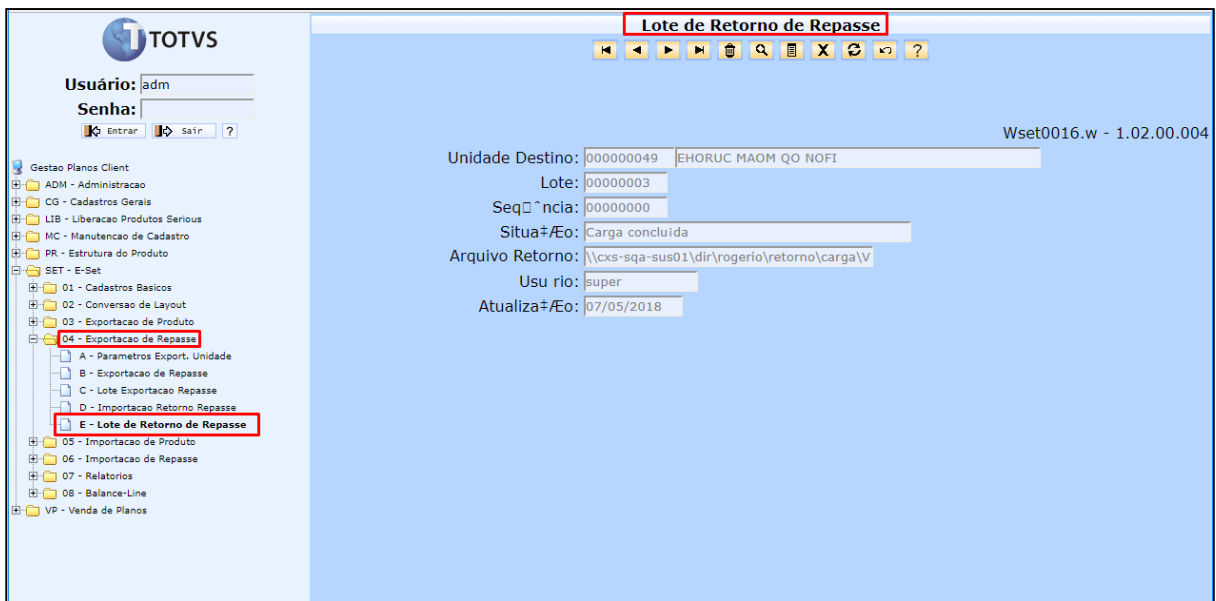 TOTVS
Usuário: adm
Senha:
Entrar Sair ?
Gestao Planos Client
ADM - Administracao
CG - Cadastros Gerais
LIB - Liberacao Produtos Serious
MC - Manutencao de Cadastro
PR - Estrutura do Produto
SET - E-Set
01 - Cadastros Basicos
02 - Conversao de Layout
03 - Exportacao de Produto
04 - Exportacao de Repasse
A - Parametros Export. Unidade
B - Exportacao de Repasse
C - Lote Exportacao Repasse
D - Importacao Retorno Repasse
E - Lote de Retorno de Repasse
05 - Importacao de Produto
06 - Importacao de Repasse
07 - Relatorios
08 - Balance-Line
VP - Venda de Planos
Lote de Retorno de Repasse
X ?
Wset0016.w - 1.02.00.004
Unidade Destino: 000000049 EHORUC MAOM QO NOFI
Lote: 00000003
Seq□ˆncia: 00000000
Situa‡Æo: Carga concluida
Arquivo Retorno: \\cxs-sqa-sus01\dir\rogerio\retorno\carga\V
Usu rio: super
Atualiza‡Æo: 07/05/2018